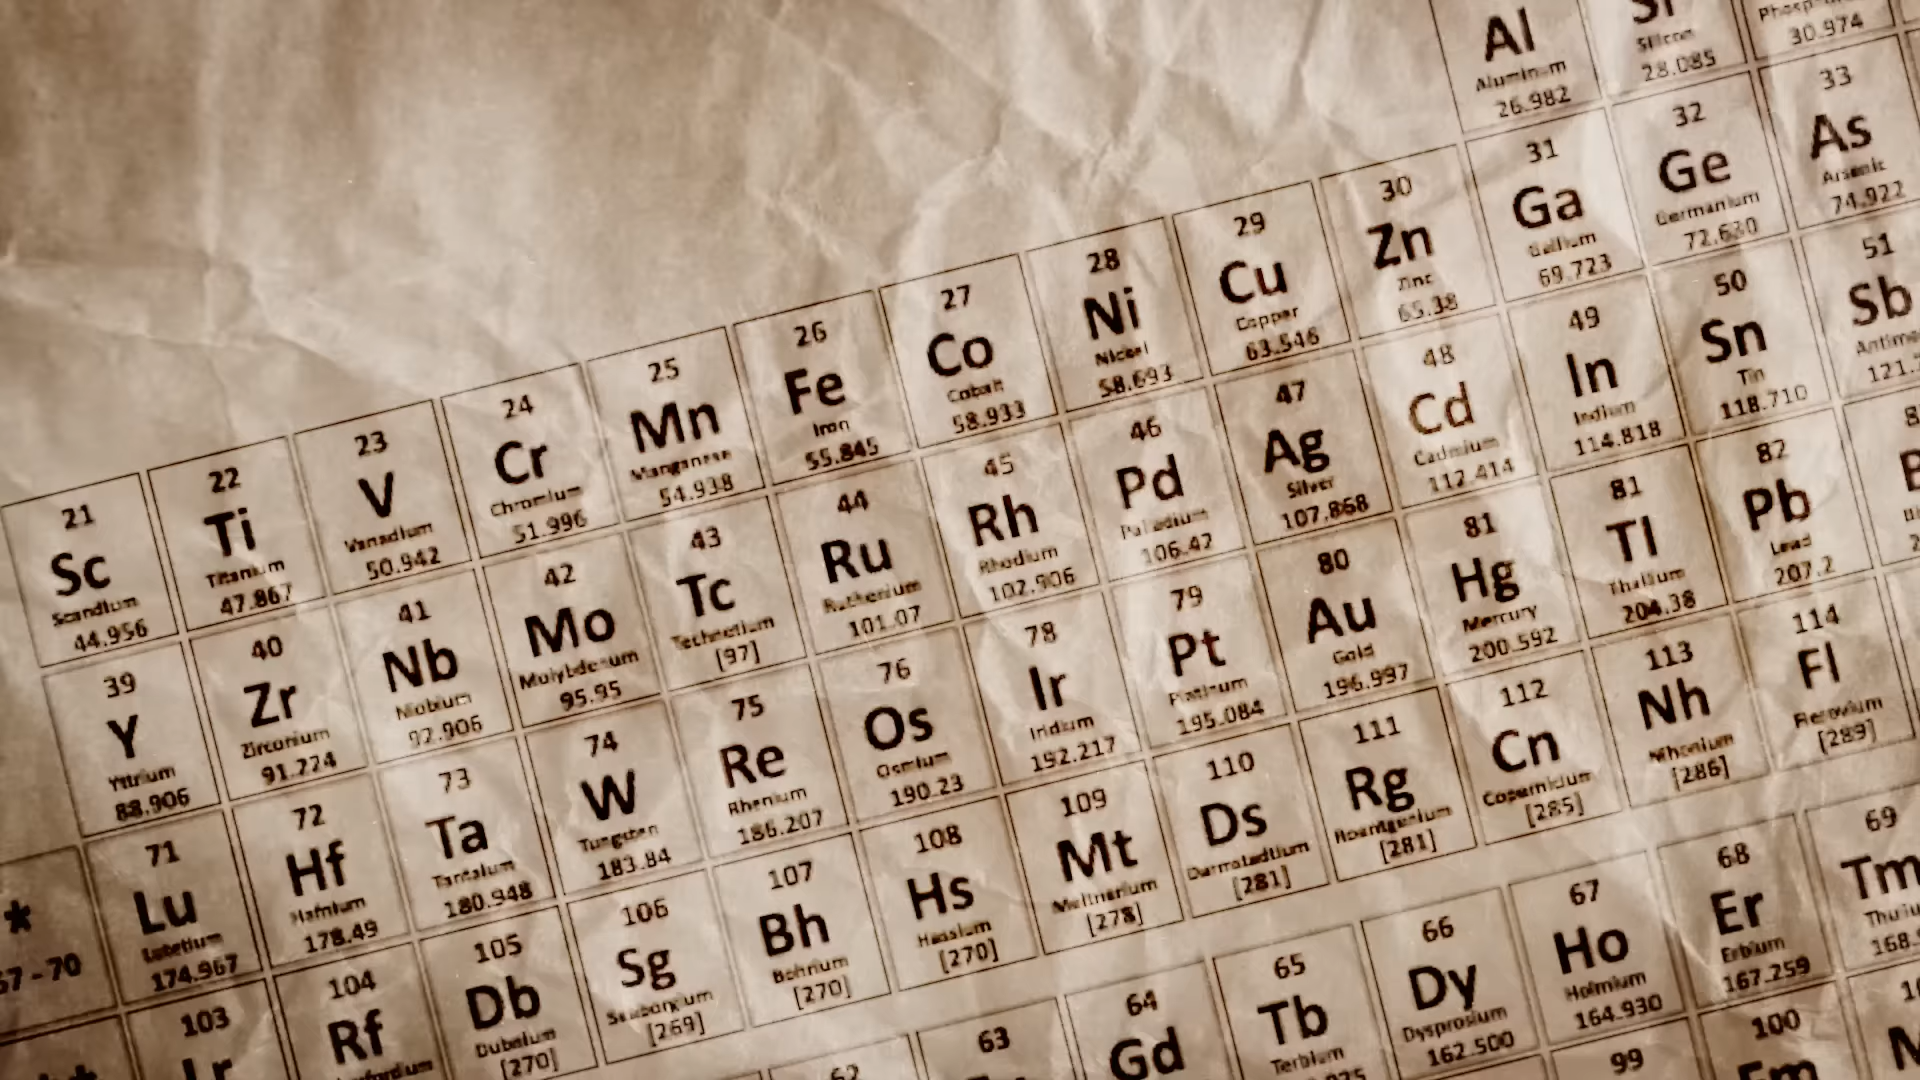 Al
Aluminum
26.982
Si
Silicon
28.085
30.974
21
Sc
Scandium
44.956
22
Ti
Titanium
47.867
23
V
Vanadium
50.942
24
Cr
Chromium
51.996
25
Mn
Manganese
54.938
26
Fe
Iron
55.845
27
Co
Cobalt
58.933
28
Ni
Nickel
58.693
29
Cu
Copper
63.546
30
Zn
Zinc
65.38
31
Ga
Gallium
69.723
32
Ge
Germanium
72.630
33
As
Arsenic
74.922
39
Y
Yttrium
88.906
40
Zr
Zirconium
91.224
41
Nb
Niobium
92.906
42
Mo
Molybdenum
95.95
43
Tc
Technetium
[97]
44
Ru
Ruthenium
101.07
45
Rh
Rhodium
102.906
46
Pd
Palladium
106.42
47
Ag
Silver
107.868
48
Cd
Cadmium
112.414
49
In
Indium
114.818
50
Sn
Tin
118.710
51
Sb
*
57-70
71
Lu
Lutetium
174.967
72
Hf
Hafnium
178.49
73
Ta
Tantalum
180.948
74
W
Tungsten
183.84
75
Re
Rhenium
186.207
76
Os
Osmium
190.23
78
Ir
Iridium
192.217
79
Pt
Platinum
195.084
80
Au
Gold
196.997
81
Hg
Mercury
200.592
81
Tl
Thallium
204.38
82
Pb
Lead
207.2
103
Lr
104
Rf
105
Db
Dubnium
[270]
106
Sg
Seaborgium
[269]
107
Bh
Bohrium
[270]
108
Hs
Hassium
[270]
109
Mt
Meitnerium
[278]
110
Ds
Darmstadtium
[281]
111
Rg
Roentgenium
[281]
112
Cn
Copernicium
[285]
113
Nh
Nihonium
[286]
114
Fl
Flerovium
[289]
62
63
64
Gd
65
Tb
Terbium
66
Dy
Dysprosium
162.500
67
Ho
Holmium
164.930
68
Er
Erbium
167.259
69
Tm
99
100
Fm